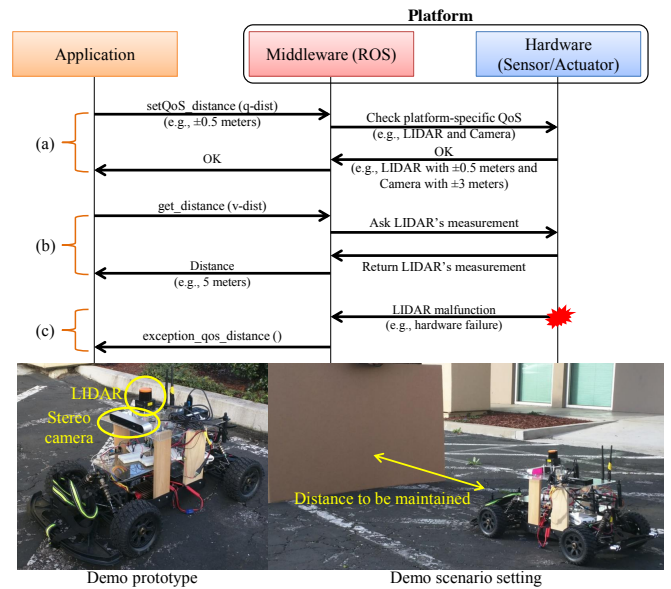 Platform
Application
Middleware (ROS)
Hardware
(Sensor/Actuator)
(a)
setQoS_distance (q-dist)
(e.g., ±0.5 meters)
Check platform-specific QoS
(e.g., LIDAR and Camera)
OK
OK
(e.g., LIDAR with ±0.5 meters and
Camera with ±3 meters)
(b)
get_distance (v-dist)
Ask LIDAR's measurement
Return LIDAR's measurement
Distance
(e.g., 5 meters)
(c)
LIDAR malfunction
(e.g., hardware failure)
exception_qos_distance ()
LIDAR
Stereo
camera
Distance to be maintained
Demo prototype
Demo scenario setting